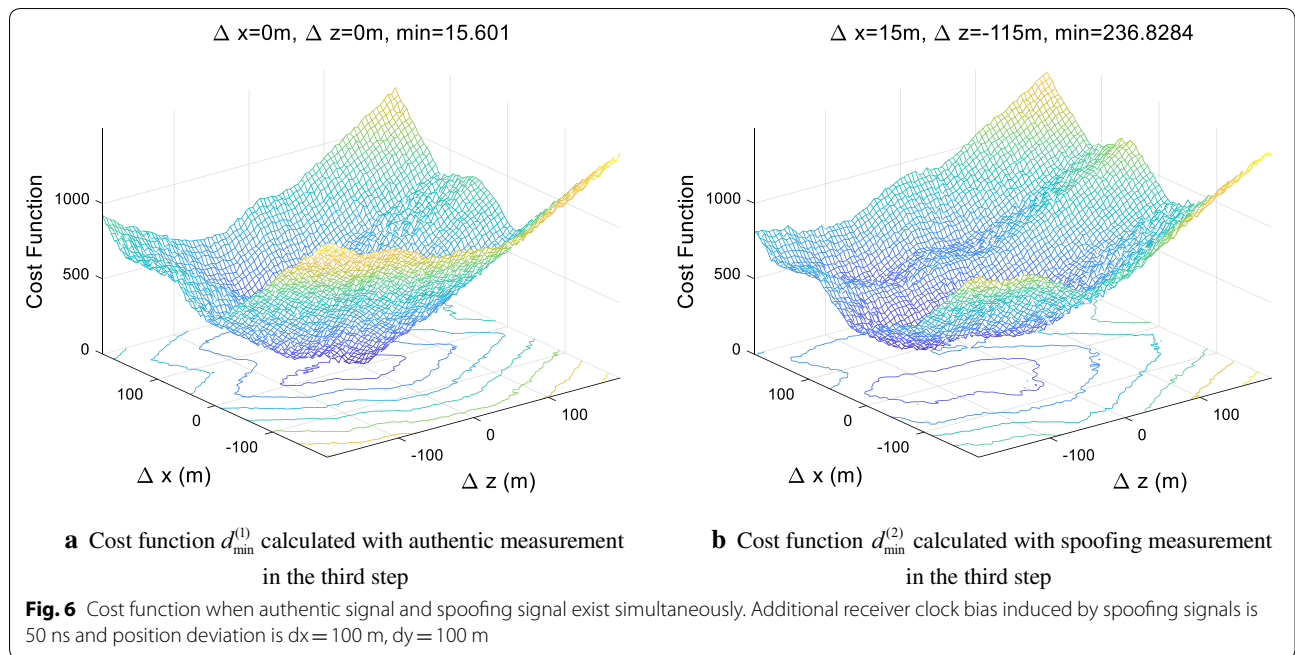 Δ x=0m, Δ z=0m, min=15.601
Cost Function
1000
500
0
100
0
-100
Δ x (m)
-100
0
100
Δ z (m)
a Cost function d_min^(1) calculated with authentic measurement
in the third step
Δ x=15m, Δ z=-115m, min=236.8284
Cost Function
1000
500
0
100
0
-100
Δ x (m)
-100
0
100
Δ z (m)
b Cost function d_min^(2) calculated with spoofing measurement
in the third step
Fig. 6 Cost function when authentic signal and spoofing signal exist simultaneously. Additional receiver clock bias induced by spoofing signals is
50 ns and position deviation is dx = 100 m, dy = 100 m